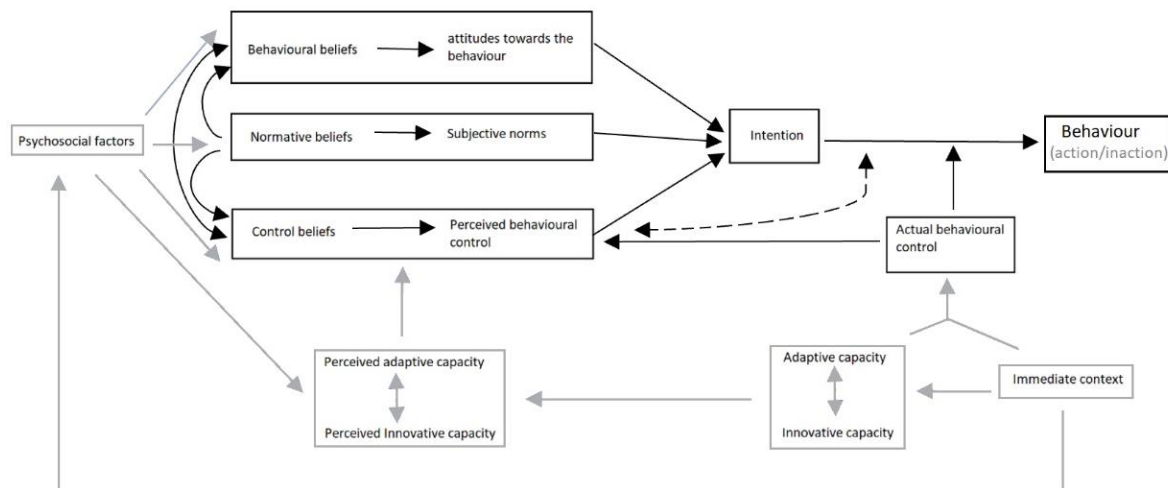 Behavioural beliefs
attitudes towards the
behaviour
Psychosocial factors
Normative beliefs
Subjective norms
Intention
Behaviour
(action/inaction)
Control beliefs
Perceived behavioural
control
Actual behavioural
control
Perceived adaptive capacity
Perceived Innovative capacity
Adaptive capacity
Innovative capacity
Immediate context